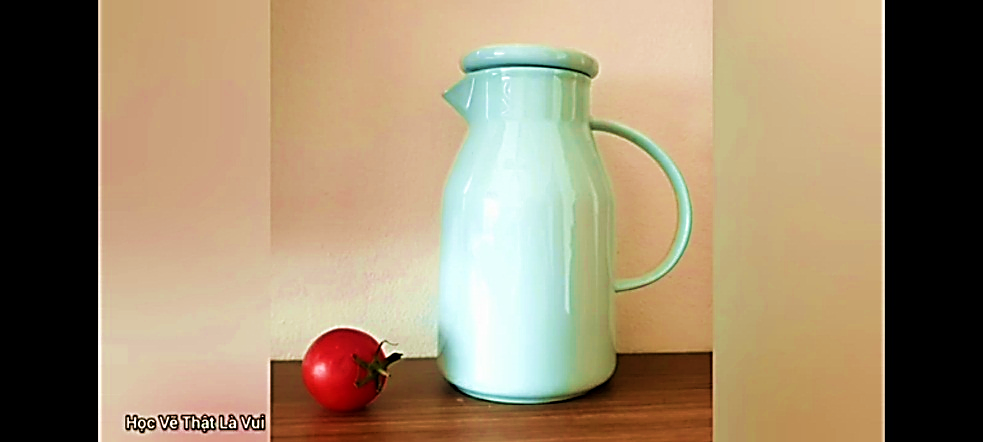 Học Vẽ Thật Là Vui